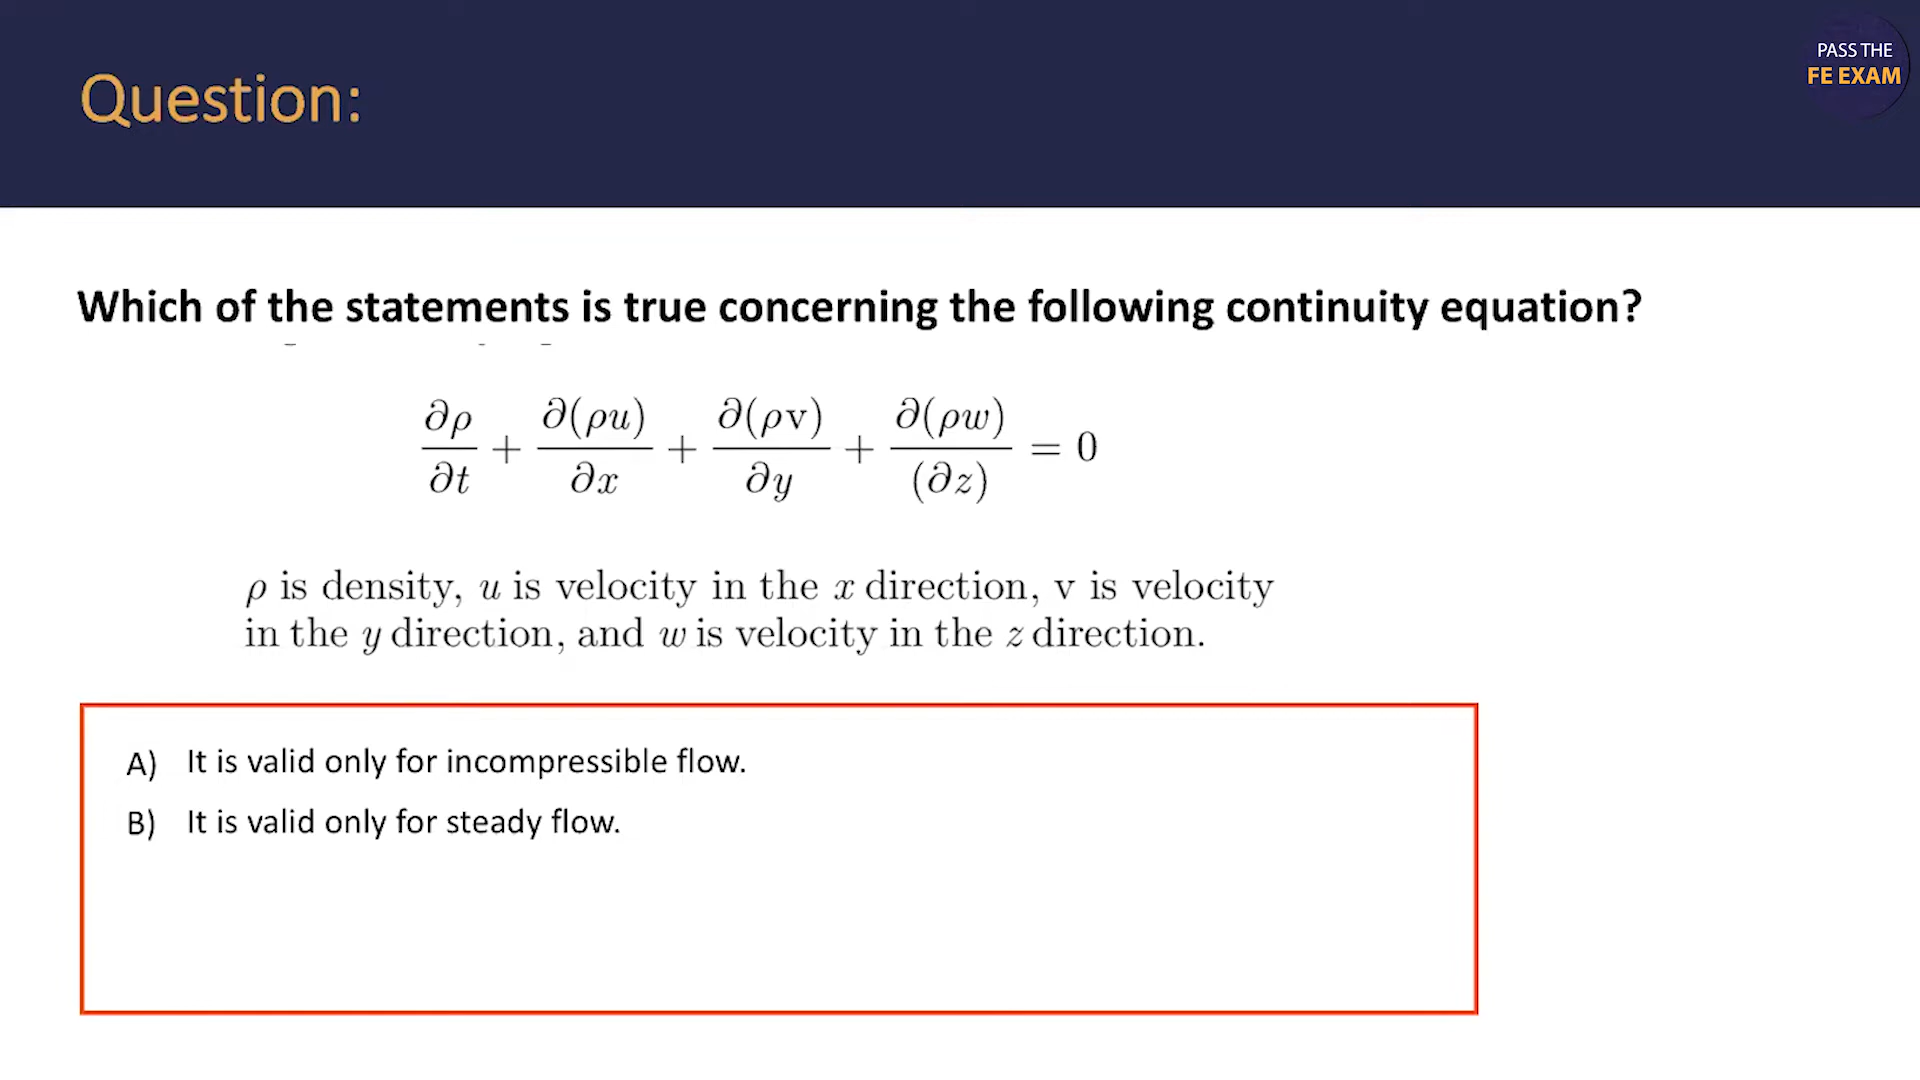 Question:
PASS THE
FE EXAM
Which of the statements is true concerning the following continuity equation?
∂ρ/∂t + ∂(ρu)/∂x + ∂(ρv)/∂y + ∂(ρw)/(∂z) = 0
ρ is density, u is velocity in the x direction, v is velocity
in the y direction, and w is velocity in the z direction.
A) It is valid only for incompressible flow.
B) It is valid only for steady flow.